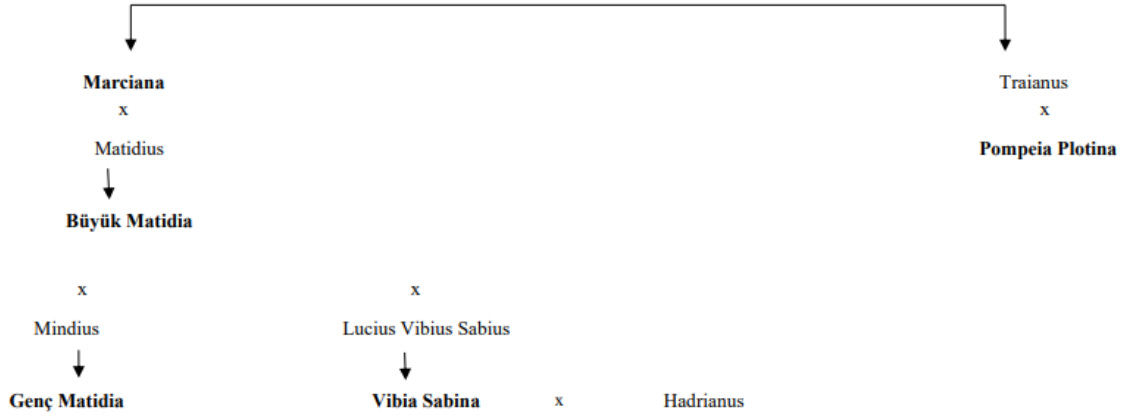 Marciana Traianus
x x
Matidius Pompeia Plotina
Büyük Matidia
x x
Mindius Lucius Vibius Sabius
Genç Matidia Vibia Sabina x Hadrianus